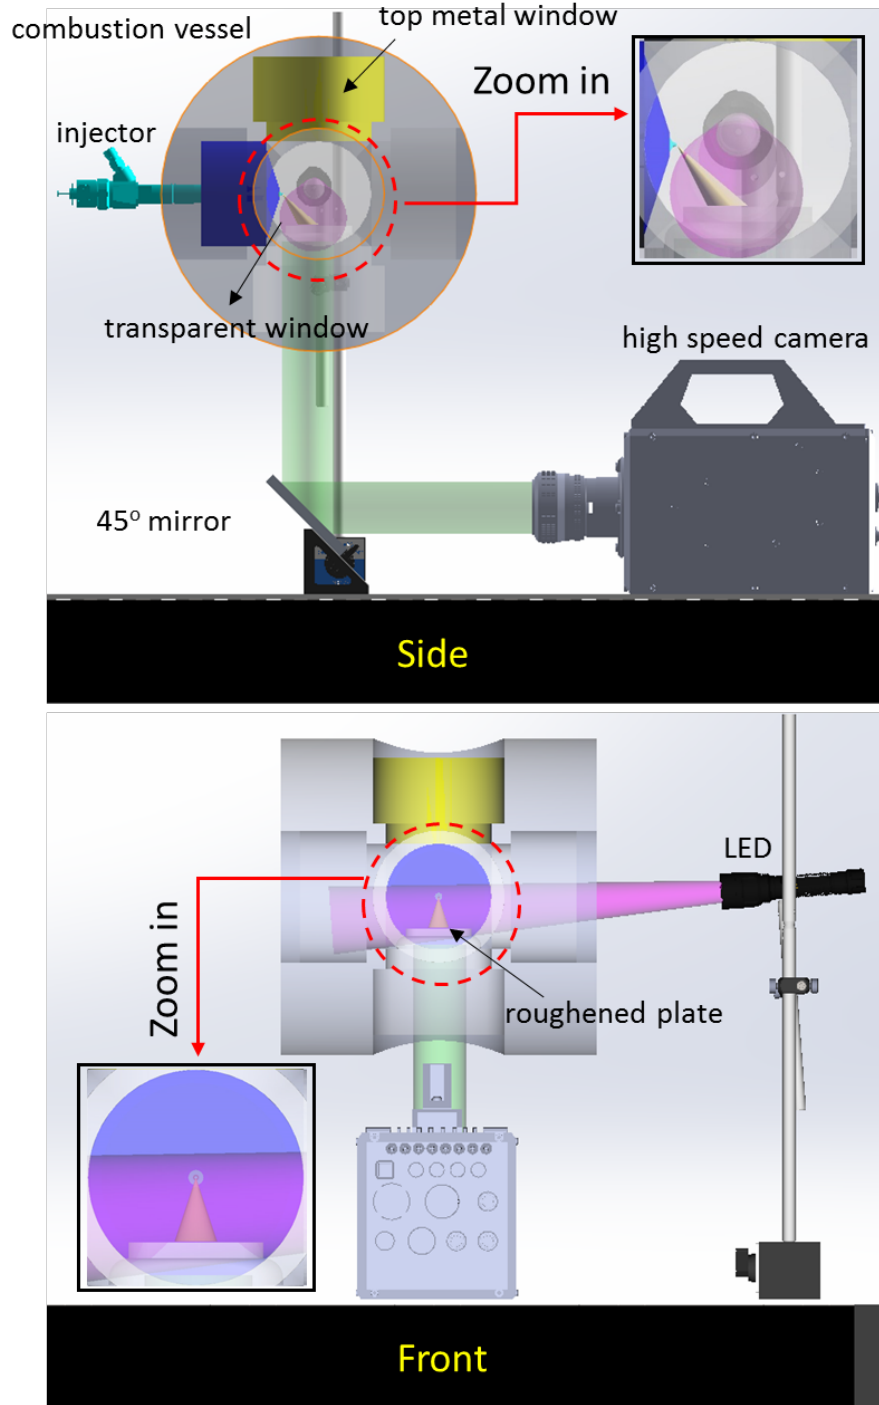 top metal window
combustion vessel
Zoom in
injector
transparent window
high speed camera
45º mirror
Side
LED
Zoom in
roughened plate
Front